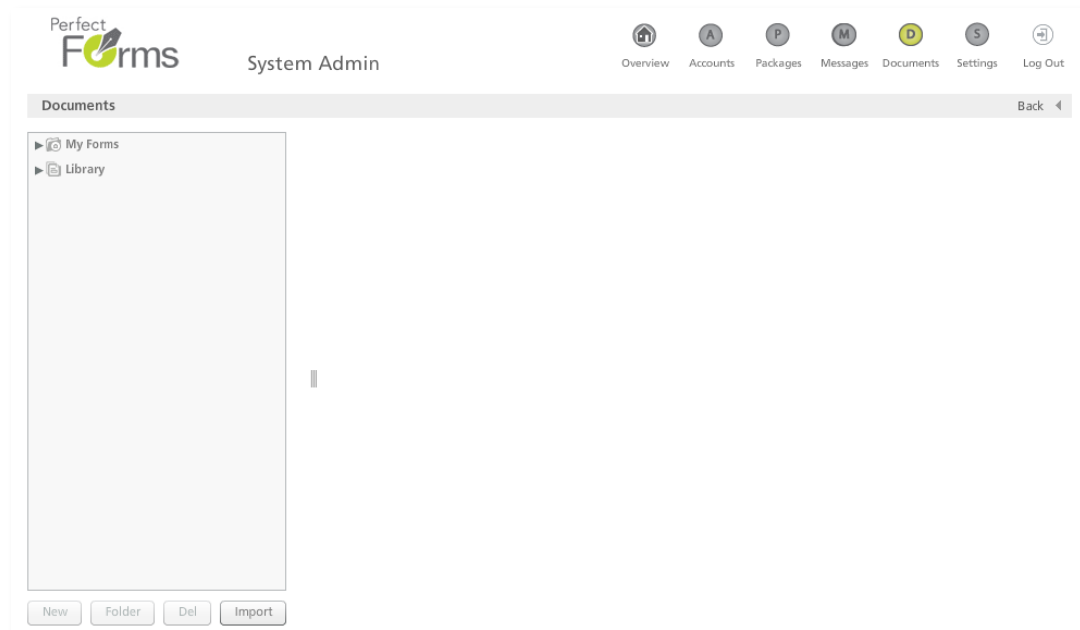 Perfect
Forms
System Admin
A P M D S
Overview Accounts Packages Messages Documents Settings Log Out
Documents Back
My Forms
Library
New Folder Del Import